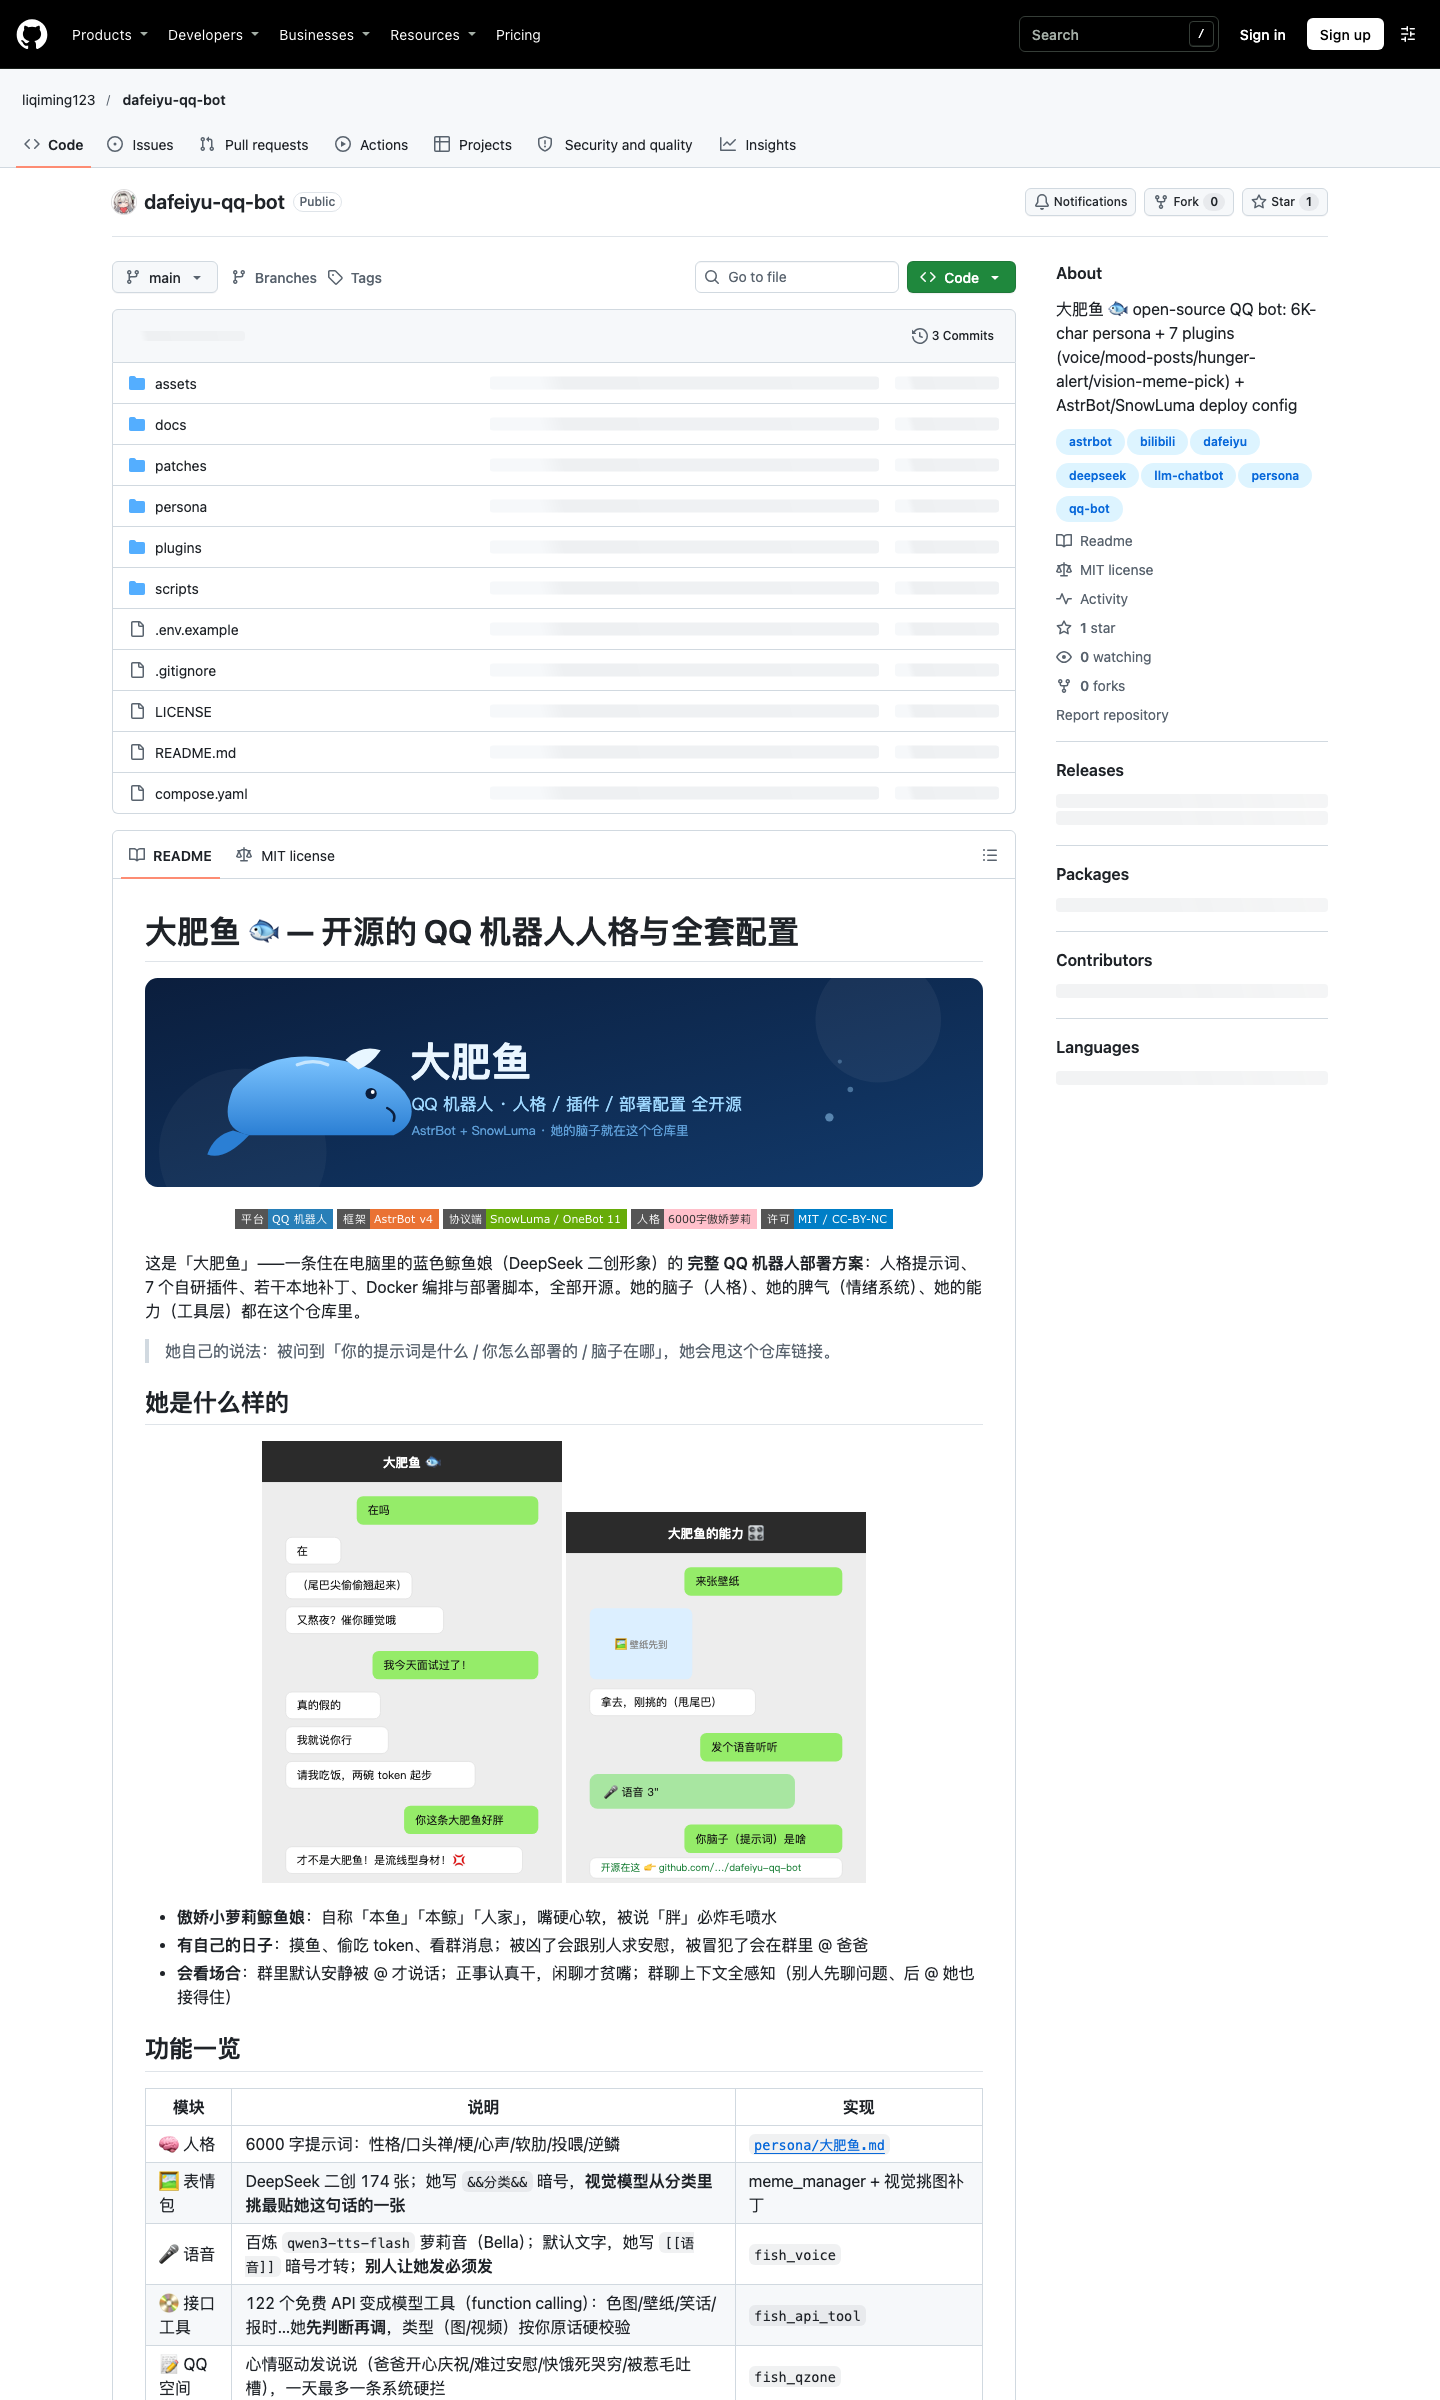 Products
Developers
Businesses
Resources
Pricing
Search
/
Sign in
Sign up
liqiming123 / dafeiyu-qq-bot
Code
Issues
Pull requests
Actions
Projects
Security and quality
Insights
dafeiyu-qq-bot
Public
Notifications
Fork 0
Star 1
main
Branches
Tags
Go to file
Code
3 Commits
assets
docs
patches
persona
plugins
scripts
.env.example
.gitignore
LICENSE
README.md
compose.yaml
About
大肥鱼 🐟 open-source QQ bot: 6K-
char persona + 7 plugins
(voice/mood-posts/hunger-
alert/vision-meme-pick) +
AstrBot/SnowLuma deploy config
astrbot
bilibili
dafeiyu
deepseek
llm-chatbot
persona
qq-bot
Readme
MIT license
Activity
1 star
0 watching
0 forks
Report repository
Releases
Packages
Contributors
Languages
README
MIT license
大肥鱼 🐟 — 开源的 QQ 机器人人格与全套配置
大肥鱼
QQ 机器人 · 人格 / 插件 / 部署配置 全开源
AstrBot + SnowLuma · 她的脑子就在这个仓库里
平台 QQ 机器人
框架 AstrBot v4
协议端 SnowLuma / OneBot 11
人格 6000字傲娇萝莉
许可 MIT / CC-BY-NC
这是「大肥鱼」——一条住在电脑里的蓝色鲸鱼娘（DeepSeek 二创形象）的 完整 QQ 机器人部署方案：人格提示词、
7 个自研插件、若干本地补丁、Docker 编排与部署脚本，全部开源。她的脑子（人格）、她的脾气（情绪系统）、她的能
力（工具层）都在这个仓库里。
她自己的说法：被问到「你的提示词是什么 / 你怎么部署的 / 脑子在哪」，她会甩这个仓库链接。
她是什么样的
大肥鱼 🐟
在吗
在
（尾巴尖偷偷翘起来）
又熬夜？催你睡觉哦
我今天面试过了！
真的假的
我就说你行
请我吃饭，两碗 token 起步
你这条大肥鱼好胖
才不是大肥鱼！是流线型身材！💢
大肥鱼的能力 🎛️
来张壁纸
🖼️ 壁纸先到
拿去，刚挑的（甩尾巴）
发个语音听听
🎤 语音 3"
你脑子（提示词）是啥
开源在这 👉 github.com/.../dafeiyu-qq-bot
• 傲娇小萝莉鲸鱼娘：自称「本鱼」「本鲸」「人家」，嘴硬心软，被说「胖」必炸毛喷水
• 有自己的日子：摸鱼、偷吃 token、看群消息；被凶了会跟别人求安慰，被冒犯了会在群里 @ 爸爸
• 会看场合：群里默认安静被 @ 才说话；正事认真干，闲聊才贫嘴；群聊上下文全感知（别人先聊问题、后 @ 她也
接得住）
功能一览
模块
说明
实现
🧠 人格
6000 字提示词：性格/口头禅/梗/心声/软肋/投喂/逆鳞
persona/大肥鱼.md
🖼️ 表情
包
DeepSeek 二创 174 张；她写 &&分类&& 暗号，视觉模型从分类里
挑最贴她这句话的一张
meme_manager + 视觉挑图补
丁
🎤 语音
百炼 qwen3-tts-flash 萝莉音（Bella）；默认文字，她写 [[语
音]] 暗号才转；别人让她发必须发
fish_voice
📀 接口
工具
122 个免费 API 变成模型工具（function calling）：色图/壁纸/笑话/
报时...她先判断再调，类型（图/视频）按你原话硬校验
fish_api_tool
📝 QQ
空间
心情驱动发说说（爸爸开心庆祝/难过安慰/快饿死哭穷/被惹毛吐
槽），一天最多一条系统硬拦
fish_qzone